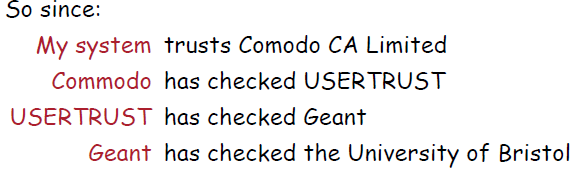 So since:
My system trusts Comodo CA Limited
Commodo has checked USERTRUST
USERTRUST has checked Geant
Geant has checked the University of Bristol